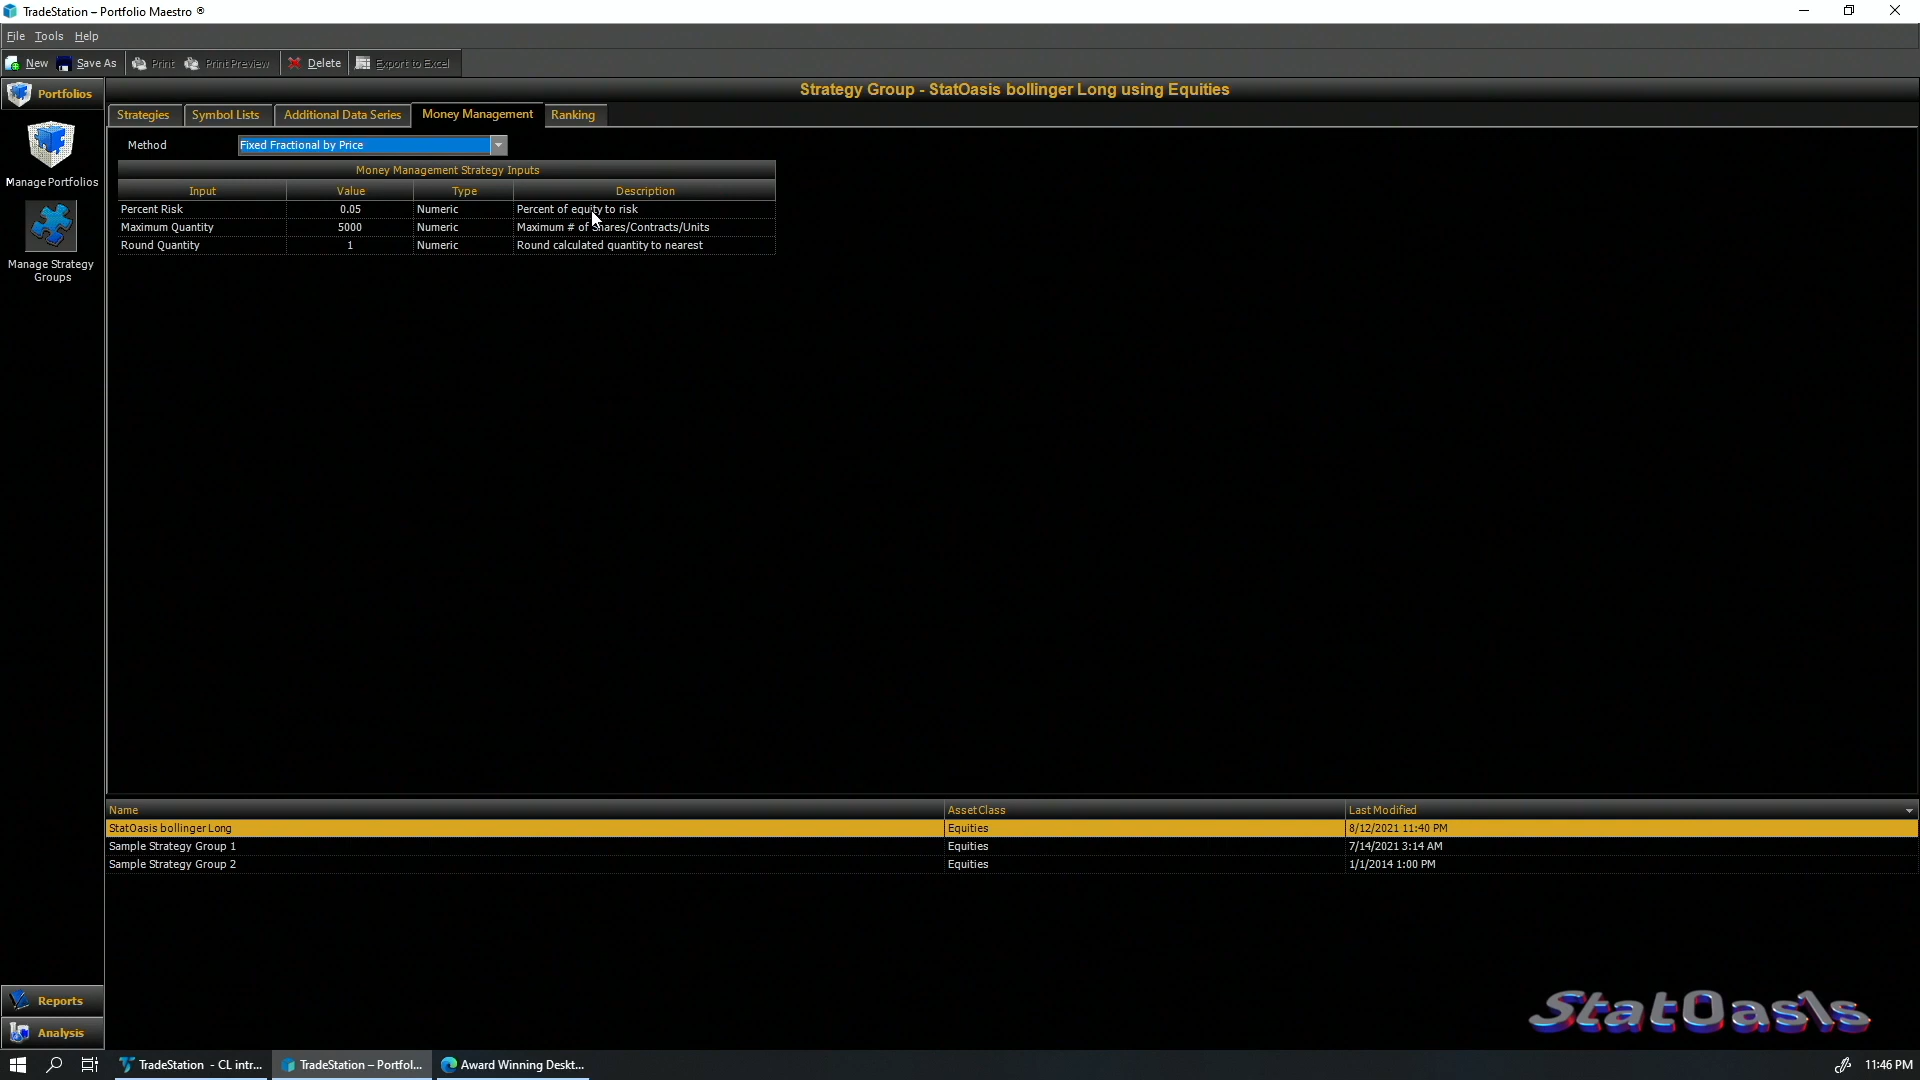 TradeStation – Portfolio Maestro ®
File Tools Help
New Save As Print Print Preview Delete Export to Excel
Portfolios
Strategy Group - StatOasis bollinger Long using Equities
Strategies Symbol Lists Additional Data Series Money Management Ranking
Method Fixed Fractional by Price
Manage Portfolios
Manage Strategy
Groups
Money Management Strategy Inputs
Input Value Type Description
Percent Risk 0.05 Numeric Percent of equity to risk
Maximum Quantity 5000 Numeric Maximum # of Shares/Contracts/Units
Round Quantity 1 Numeric Round calculated quantity to nearest
Name AssetClass Last Modified
StatOasis bollinger Long Equities 8/12/2021 11:40 PM
Sample Strategy Group 1 Equities 7/14/2021 3:14 AM
Sample Strategy Group 2 Equities 1/1/2014 1:00 PM
Reports
Analysis
StatOasis
TradeStation - CL intr... TradeStation – Portfol... Award Winning Deskt... 11:46 PM